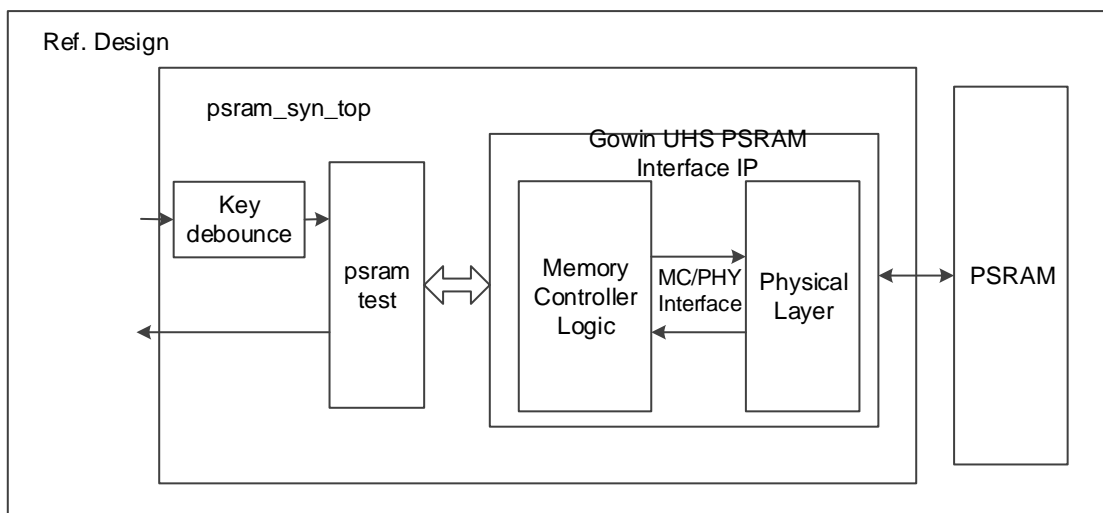 Ref. Design
psram_syn_top
Gowin UHS PSRAM
Interface IP
Key
debounce
psram
test
Memory
Controller
Logic
MC/PHY
Interface
Physical
Layer
PSRAM